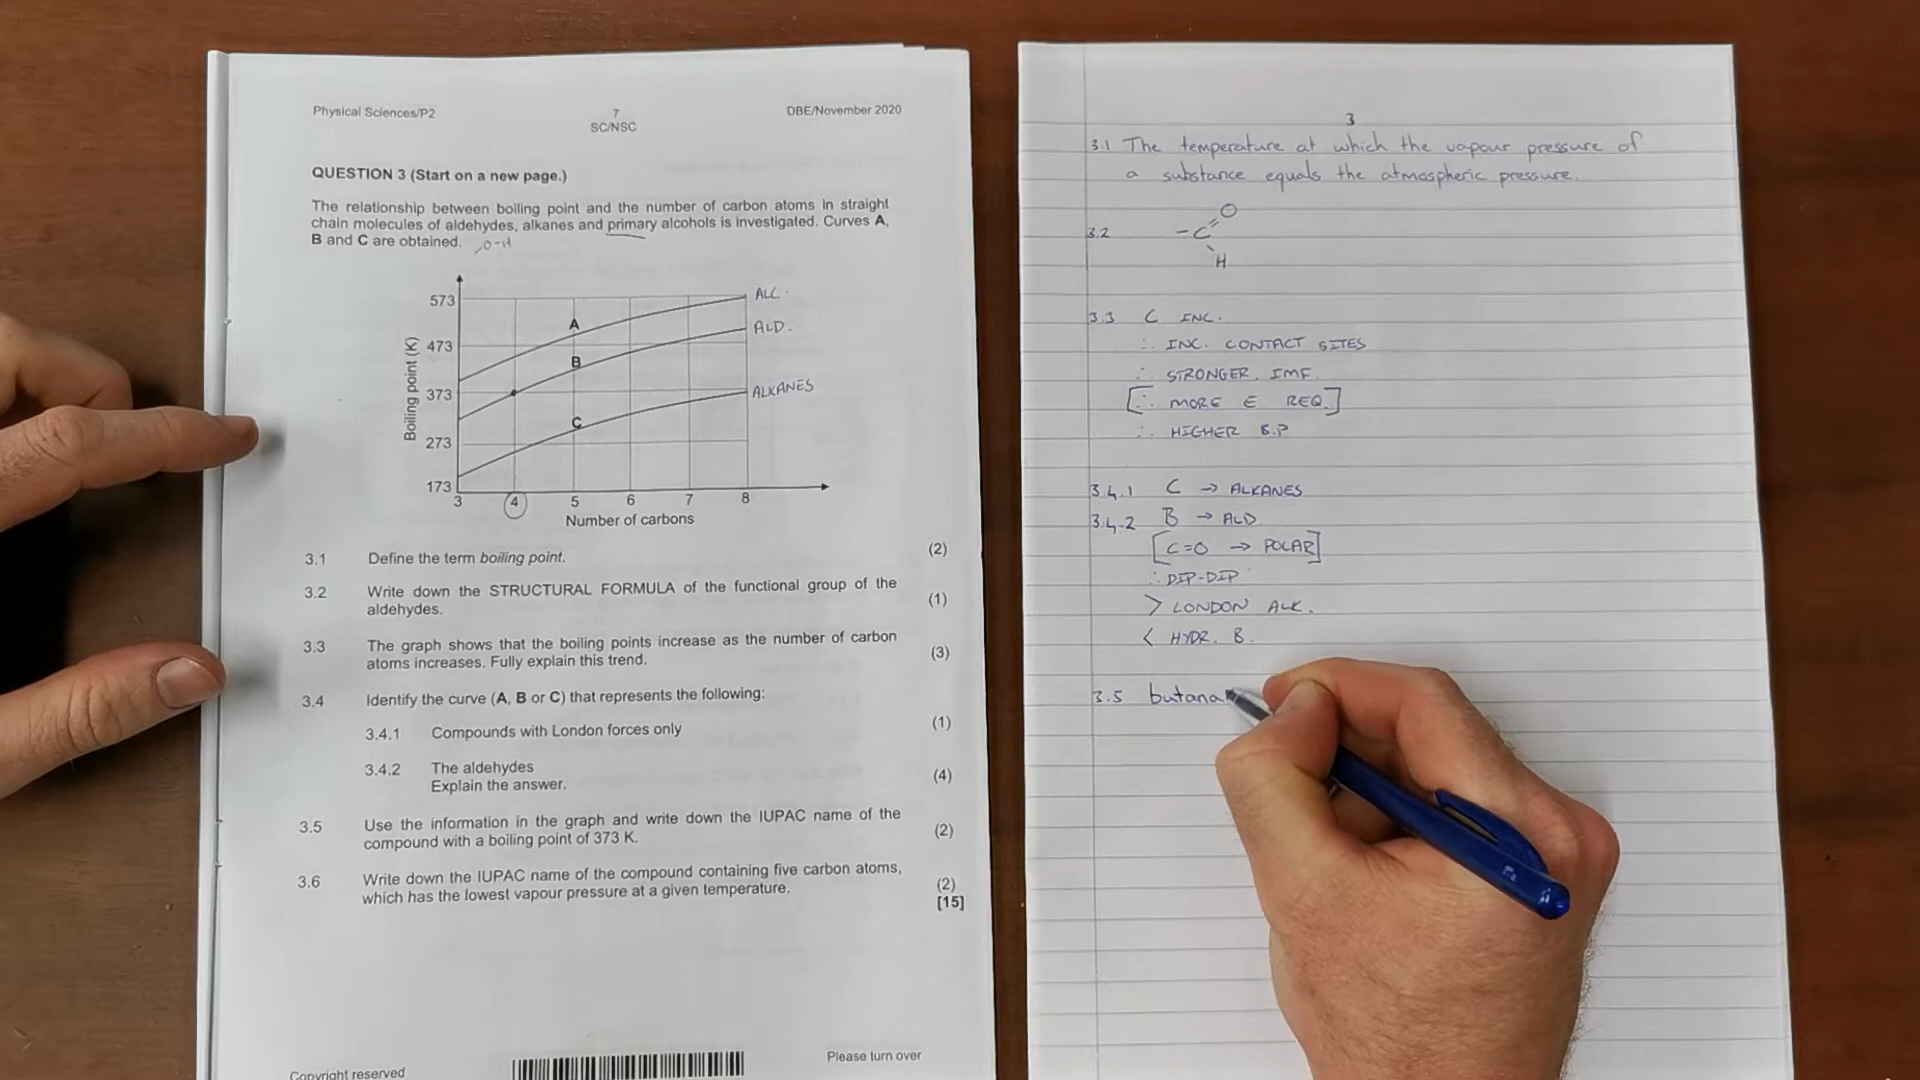 Physical Sciences/P2
7
SC/NSC
DBE/November 2020
QUESTION 3 (Start on a new page.)
The relationship between boiling point and the number of carbon atoms in straight
chain molecules of aldehydes, alkanes and primary alcohols is investigated. Curves A,
B and C are obtained.
O-H
573
473
373
273
173
Boiling point (K)
A
B
C
ALC.
ALD.
ALKANES
3 4 5 6 7 8
Number of carbons
3.1 Define the term boiling point. (2)
3.2 Write down the STRUCTURAL FORMULA of the functional group of the
aldehydes. (1)
3.3 The graph shows that the boiling points increase as the number of carbon
atoms increases. Fully explain this trend. (3)
3.4 Identify the curve (A, B or C) that represents the following:
3.4.1 Compounds with London forces only (1)
3.4.2 The aldehydes
Explain the answer. (4)
3.5 Use the information in the graph and write down the IUPAC name of the
compound with a boiling point of 373 K. (2)
3.6 Write down the IUPAC name of the compound containing five carbon atoms,
which has the lowest vapour pressure at a given temperature. (2)
[15]
Copyright reserved
Please turn over
3
3.1 The temperature at which the vapour pressure of
a substance equals the atmospheric pressure.
3.2 -C
O
H
3.3 C INC.
∴ INC. CONTACT SITES
∴ STRONGER IMF.
[∴ MORE E REQ.]
∴ HIGHER B.P
3.4.1 C → ALKANES
3.4.2 B → ALD
[C=O → POLAR]
∴ DIP-DIP
> LONDON ALK.
< HYDR. B.
3.5 butana